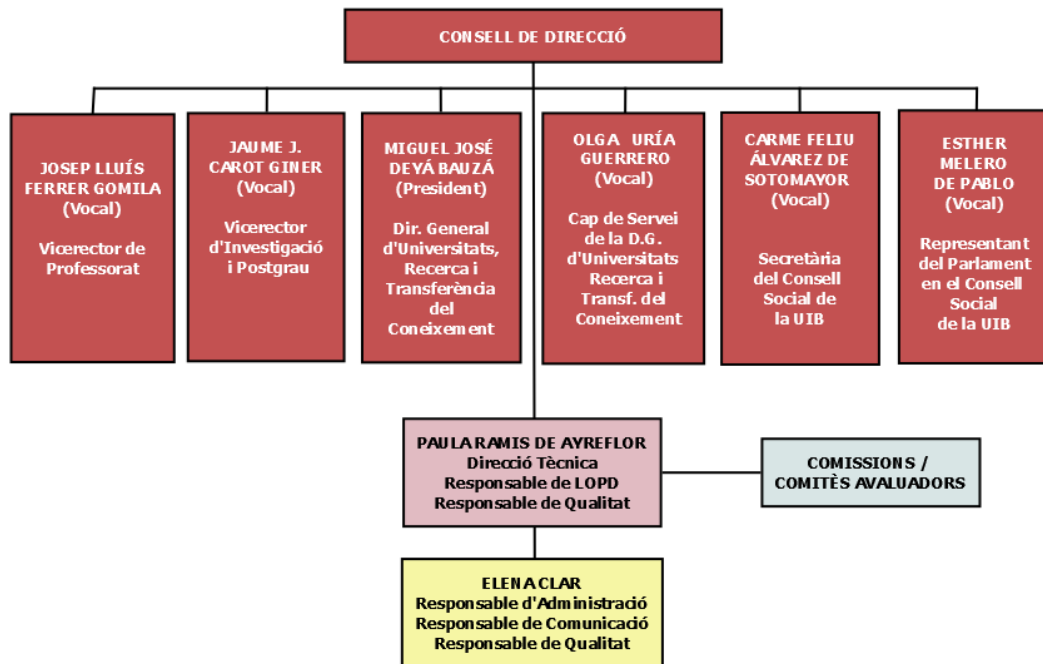 CONSELL DE DIRECCIÓ
JOSEP LLUÍS
FERRER GOMILA
(Vocal)
Vicerector de
Professorat
JAUME J.
CAROT GINER
(Vocal)
Vicerector
d'Investigació
i Postgrau
MIGUEL JOSÉ
DEYÁ BAUZÁ
(President)
Dir. General
d'Universitats,
Recerca i
Transferència
del
Coneixement
OLGA URÍA
GUERRERO
(Vocal)
Cap de Servei
de la D.G.
d'Universitats
Recerca i
Transf. del
Coneixement
CARME FELIU
ÁLVAREZ DE
SOTOMAYOR
(Vocal)
Secretària
del Consell
Social de
la UIB
ESTHER
MELERO
DE PABLO
(Vocal)
Representant
del Parlament
en el Consell
Social
de la UIB
PAULA RAMIS DE AYREFLOR
Direcció Tècnica
Responsable de LOPD
Responsable de Qualitat
COMISSIONS /
COMITÈS AVALUADORS
ELENA CLAR
Responsable d'Administració
Responsable de Comunicació
Responsable de Qualitat